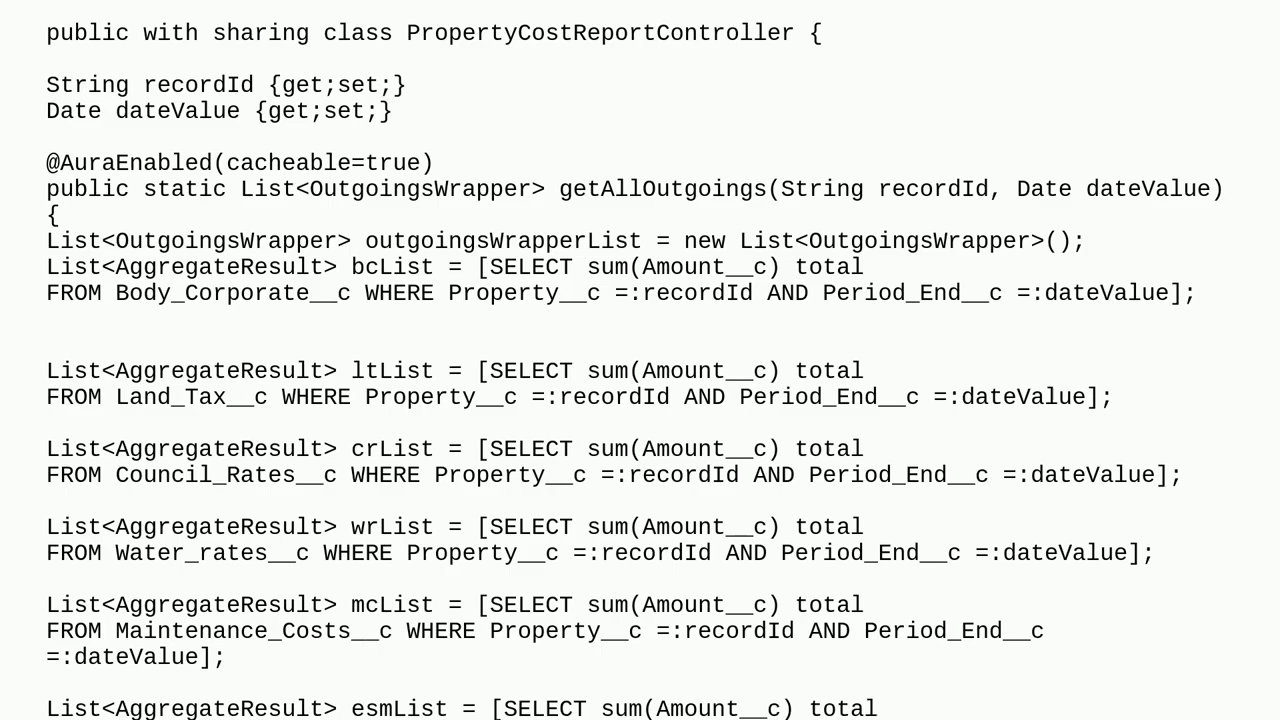 public with sharing class PropertyCostReportController {
String recordId {get;set;}
Date dateValue {get;set;}
@AuraEnabled(cacheable=true)
public static List<OutgoingsWrapper> getAllOutgoings(String recordId, Date dateValue)
{
List<OutgoingsWrapper> outgoingsWrapperList = new List<OutgoingsWrapper>();
List<AggregateResult> bcList = [SELECT sum(Amount__c) total
FROM Body_Corporate__c WHERE Property__c =:recordId AND Period_End__c =:dateValue];
List<AggregateResult> ltList = [SELECT sum(Amount__c) total
FROM Land_Tax__c WHERE Property__c =:recordId AND Period_End__c =:dateValue];
List<AggregateResult> crList = [SELECT sum(Amount__c) total
FROM Council_Rates__c WHERE Property__c =:recordId AND Period_End__c =:dateValue];
List<AggregateResult> wrList = [SELECT sum(Amount__c) total
FROM Water_rates__c WHERE Property__c =:recordId AND Period_End__c =:dateValue];
List<AggregateResult> mcList = [SELECT sum(Amount__c) total
FROM Maintenance_Costs__c WHERE Property__c =:recordId AND Period_End__c
=:dateValue];
List<AggregateResult> esmList = [SELECT sum(Amount__c) total